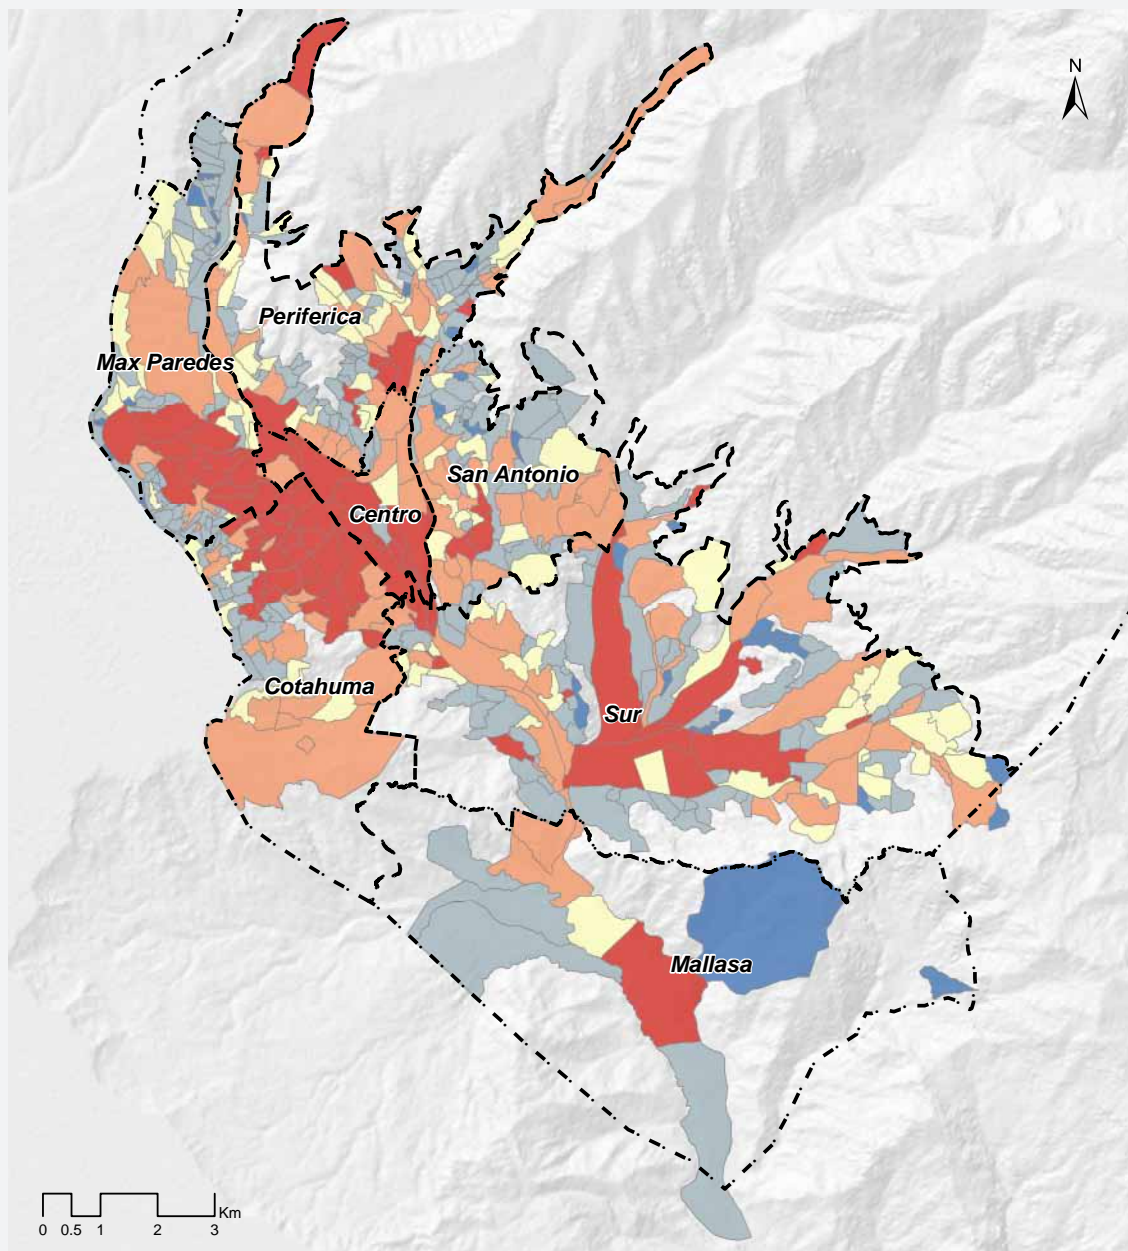 N
Periferica
Max Paredes
San Antonio
Centro
Cotahuma
Sur
Mallasa
Km
0 0.5 1 2 3